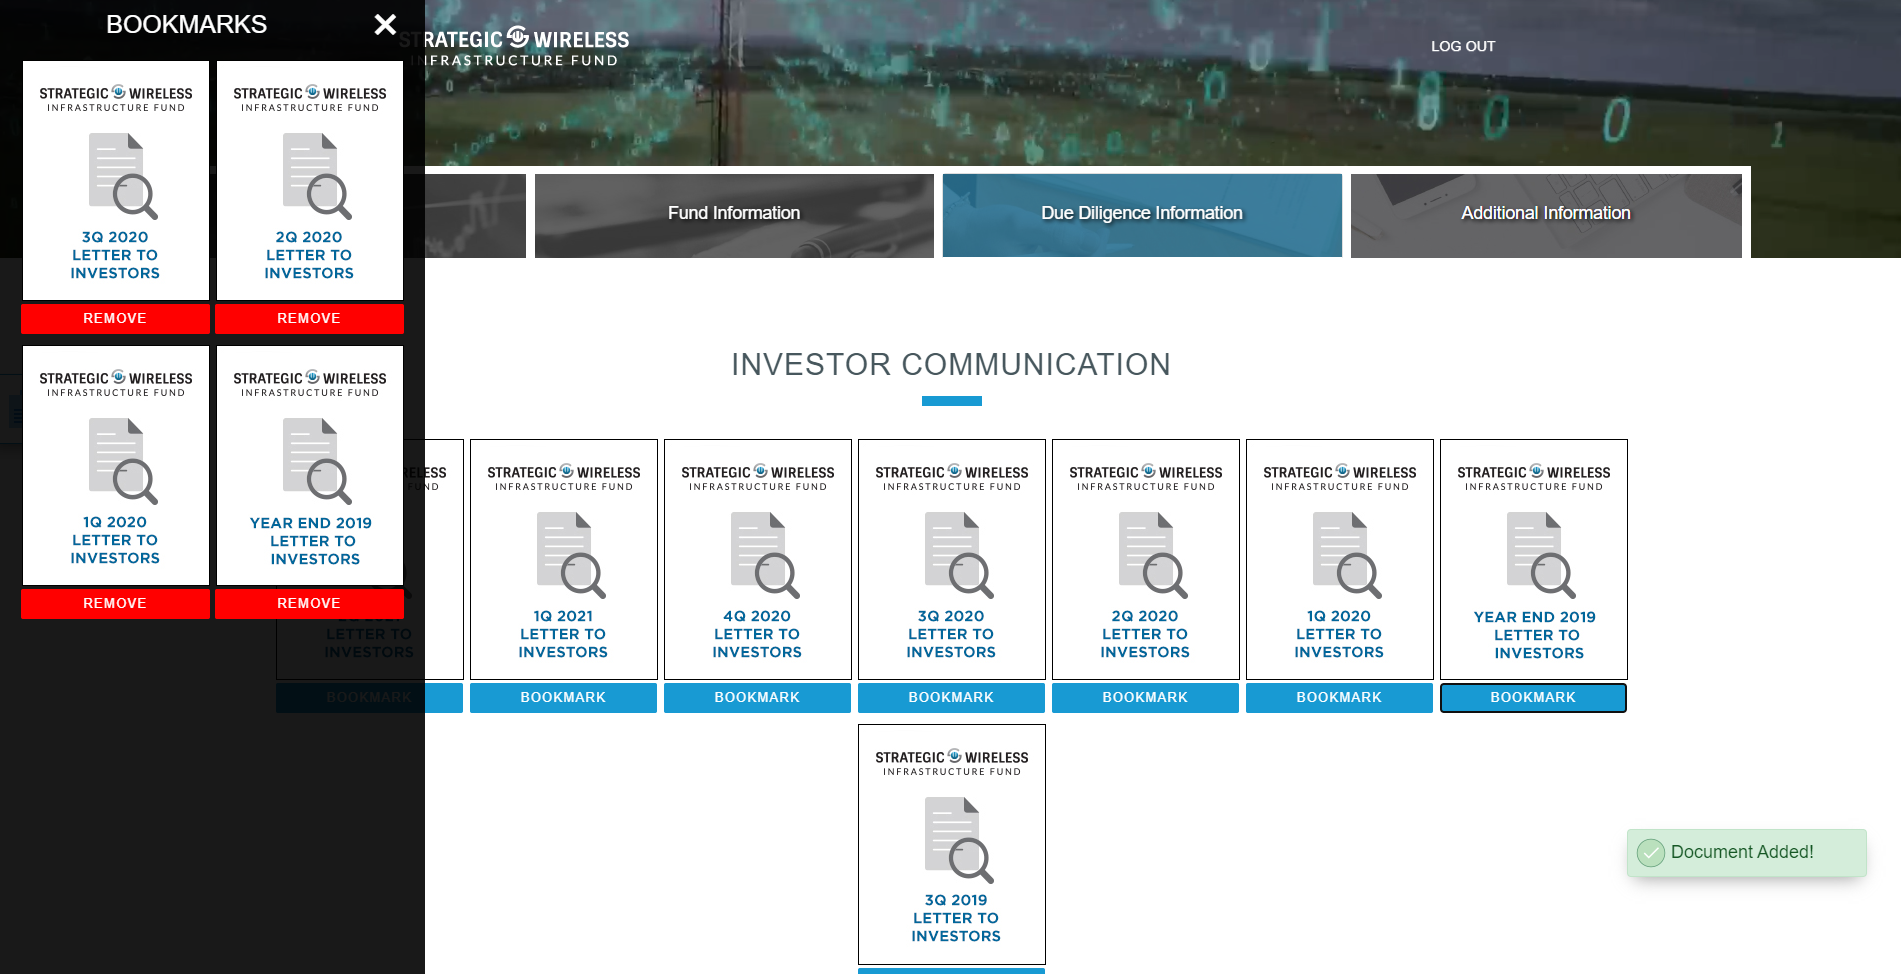 BOOKMARKS
STRATEGIC WIRELESS
INFRASTRUCTURE FUND
3Q 2020
LETTER TO
INVESTORS
REMOVE
STRATEGIC WIRELESS
INFRASTRUCTURE FUND
2Q 2020
LETTER TO
INVESTORS
REMOVE
STRATEGIC WIRELESS
INFRASTRUCTURE FUND
1Q 2020
LETTER TO
INVESTORS
REMOVE
STRATEGIC WIRELESS
INFRASTRUCTURE FUND
YEAR END 2019
LETTER TO
INVESTORS
REMOVE
STRATEGIC WIRELESS
INFRASTRUCTURE FUND
LOG OUT
Fund Information
Due Diligence Information
Additional Information
INVESTOR COMMUNICATION
LETTER TO
INVESTORS
BOOKMARK
STRATEGIC WIRELESS
INFRASTRUCTURE FUND
1Q 2021
LETTER TO
INVESTORS
BOOKMARK
STRATEGIC WIRELESS
INFRASTRUCTURE FUND
4Q 2020
LETTER TO
INVESTORS
BOOKMARK
STRATEGIC WIRELESS
INFRASTRUCTURE FUND
3Q 2020
LETTER TO
INVESTORS
BOOKMARK
STRATEGIC WIRELESS
INFRASTRUCTURE FUND
2Q 2020
LETTER TO
INVESTORS
BOOKMARK
STRATEGIC WIRELESS
INFRASTRUCTURE FUND
1Q 2020
LETTER TO
INVESTORS
BOOKMARK
STRATEGIC WIRELESS
INFRASTRUCTURE FUND
YEAR END 2019
LETTER TO
INVESTORS
BOOKMARK
STRATEGIC WIRELESS
INFRASTRUCTURE FUND
3Q 2019
LETTER TO
INVESTORS
Document Added!